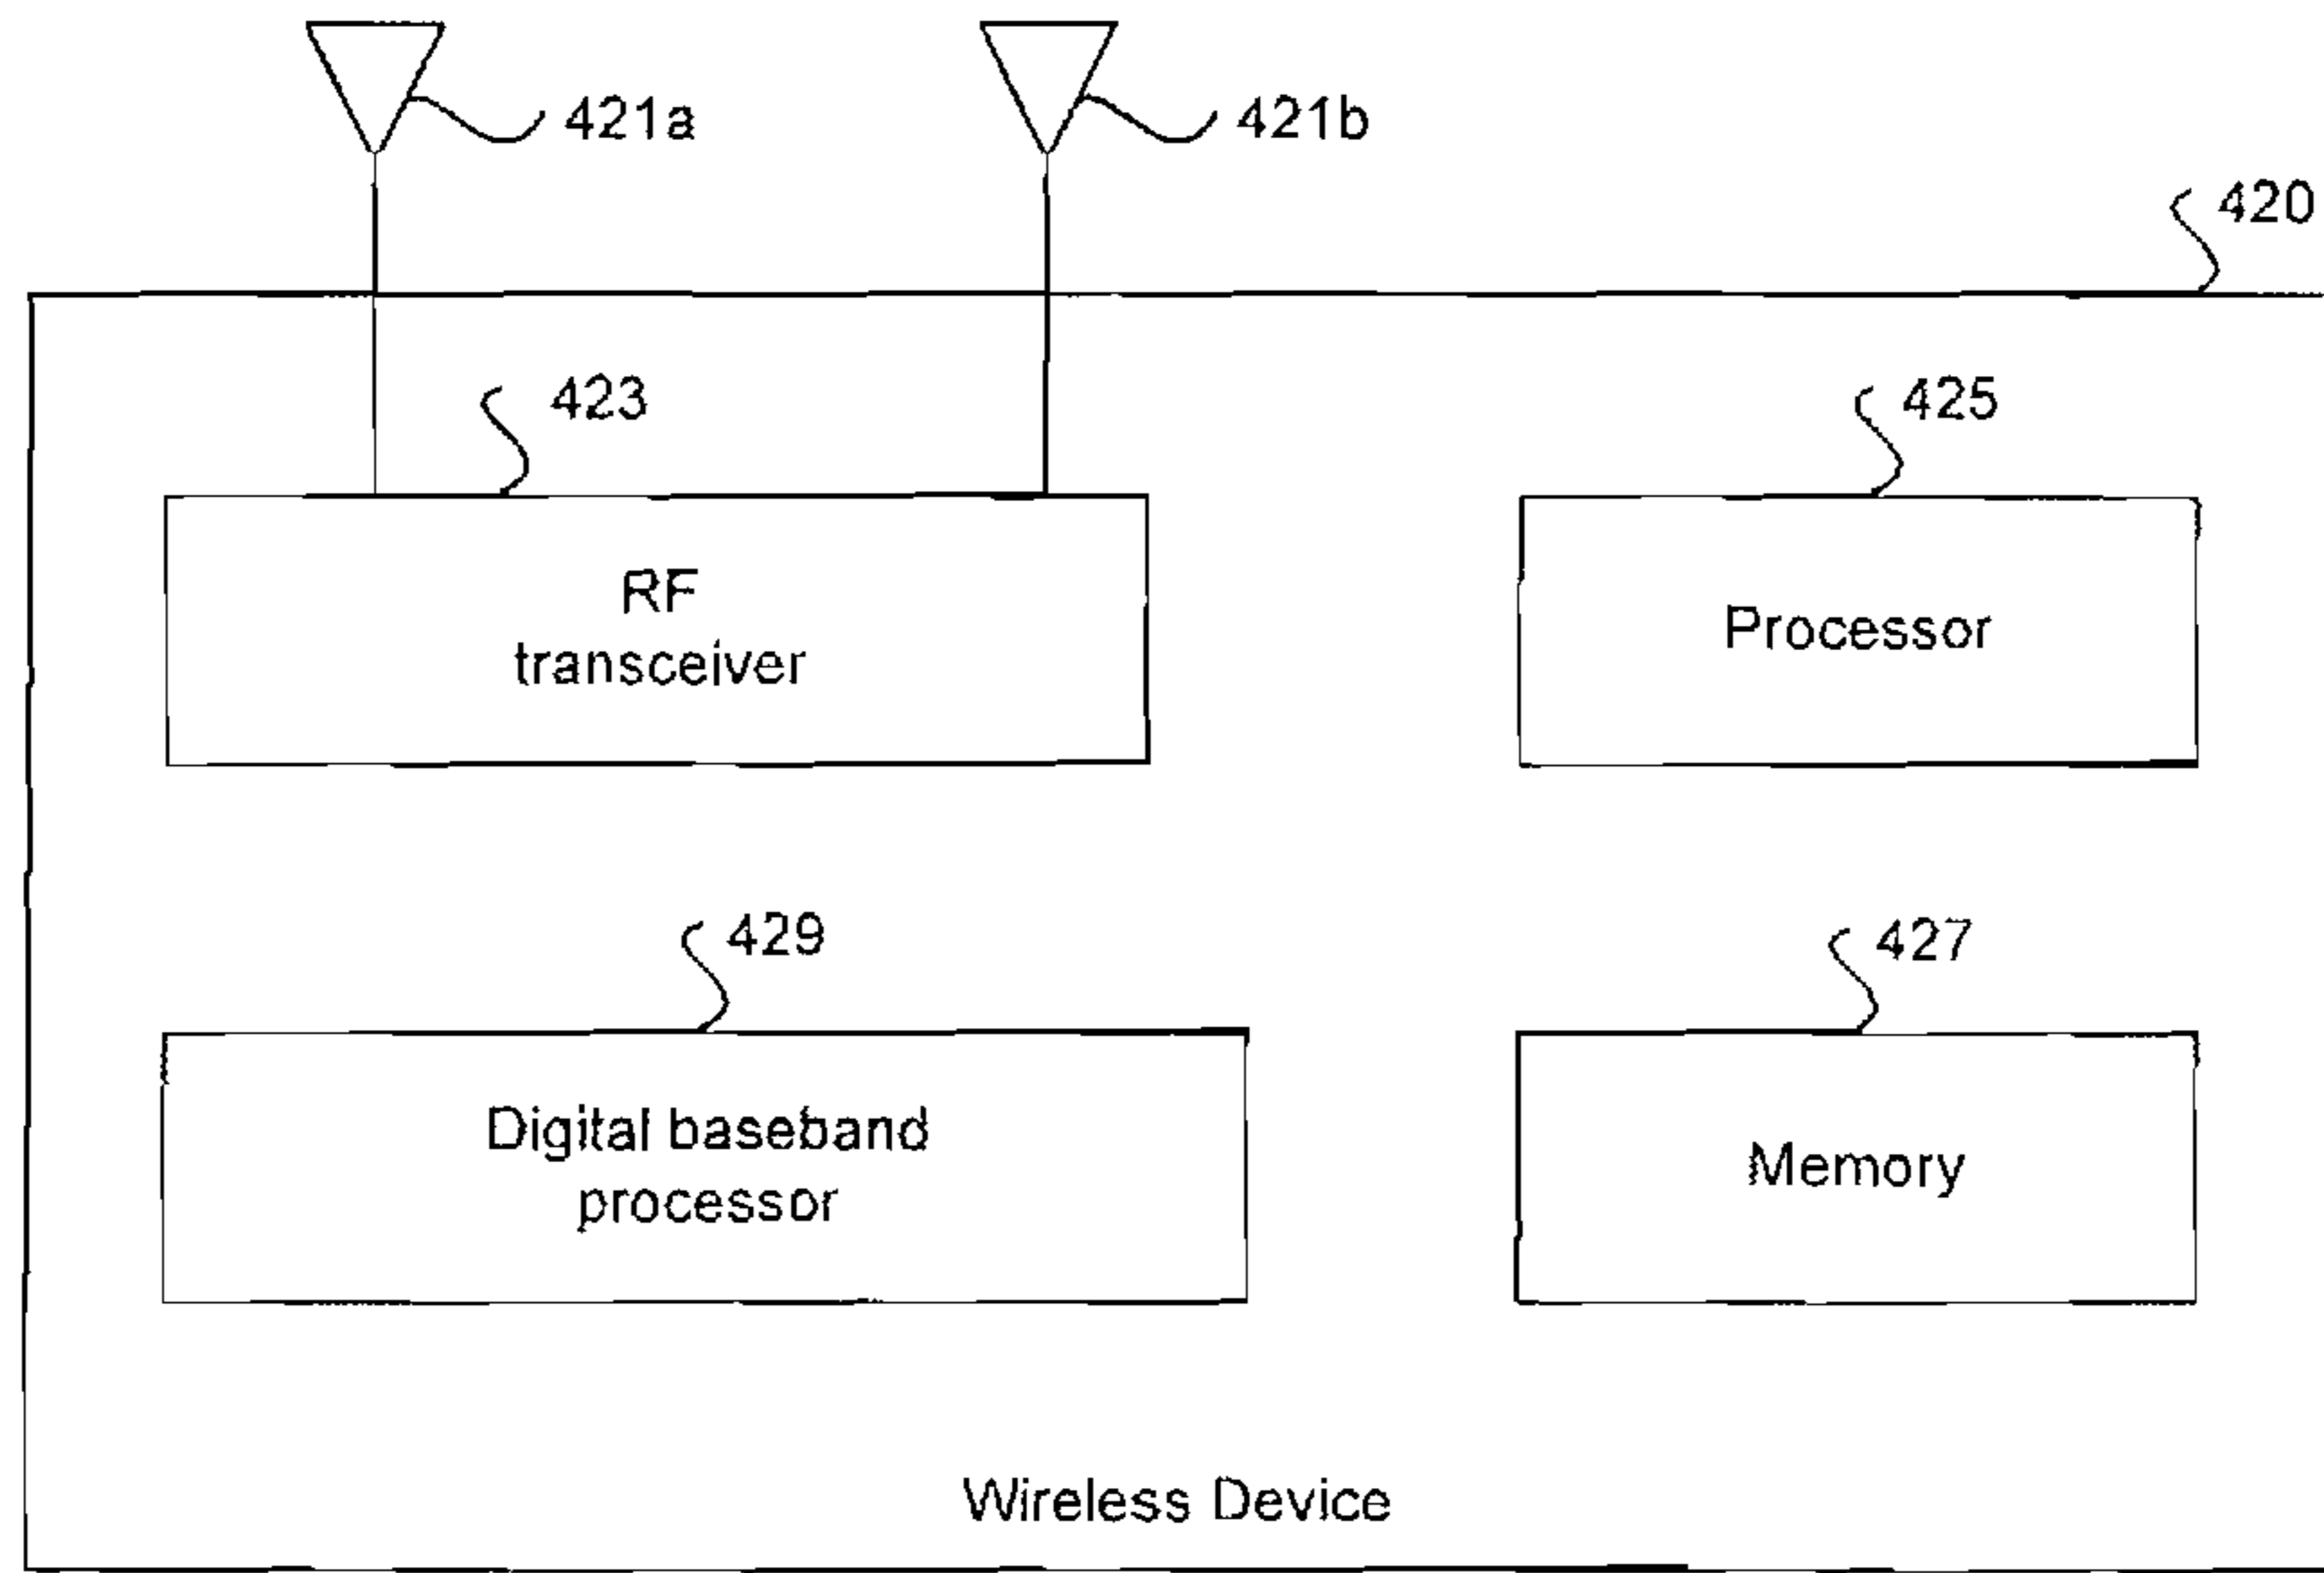 421a
421b
420
423
425
RF
transceiver
Processor
429
427
Digital baseband
processor
Memory
Wireless Device